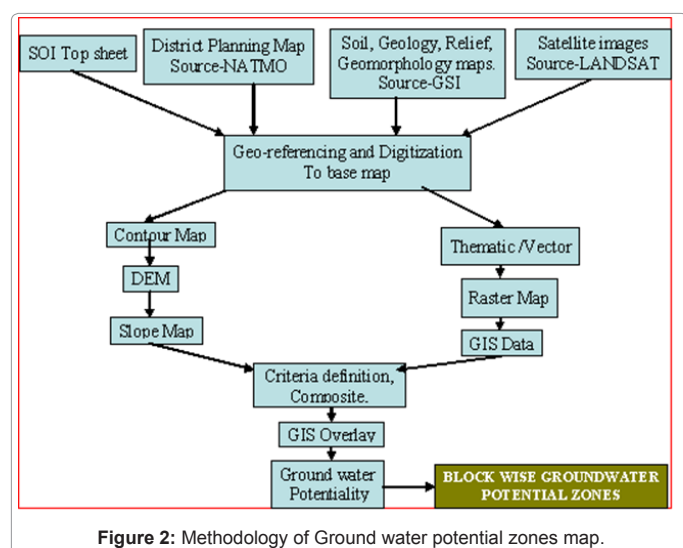 SOI Top sheet
District Planning Map
Source-NATMO
Soil, Geology, Relief,
Geomorphology maps.
Source-GSI
Satellite images
Source-LANDSAT
Geo-referencing and Digitization
To base map
Contour Map
DEM
Slope Map
Thematic /Vector
Raster Map
GIS Data
Criteria definition,
Composite.
GIS Overlay
Ground water
Potentiality
BLOCK WISE GROUNDWATER
POTENTIAL ZONES
Figure 2: Methodology of Ground water potential zones map.